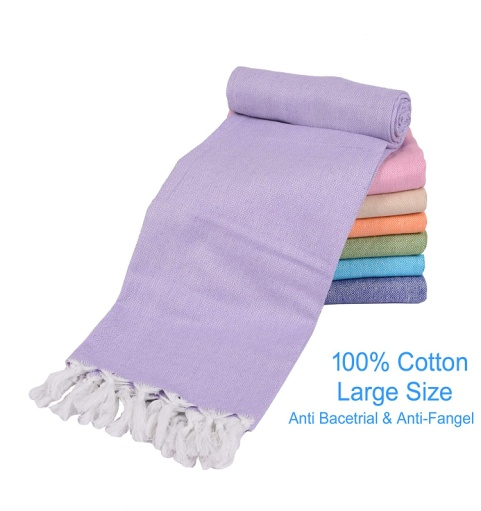 100% Cotton
Large Size
Anti Bacetrial & Anti-Fangel